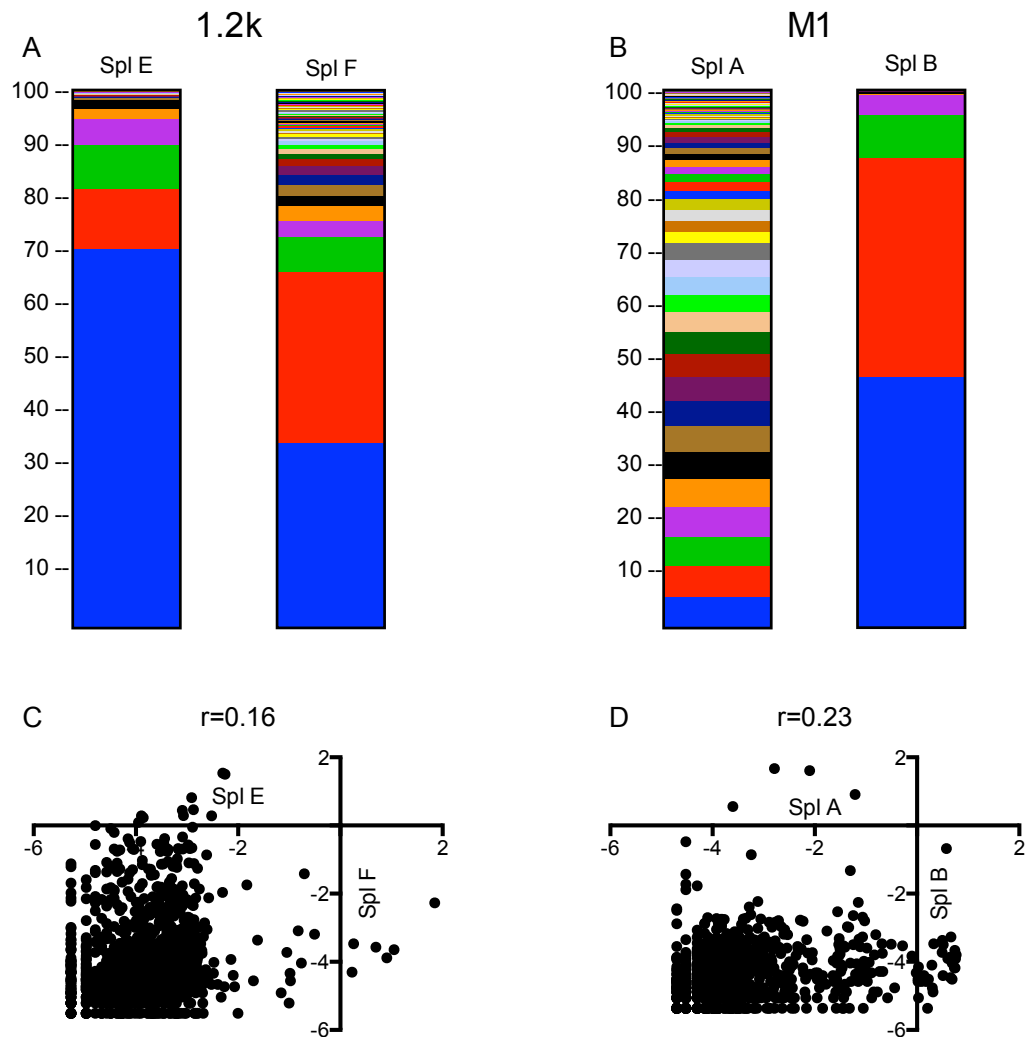 1.2k
M1
A
Spl E
Spl F
B
Spl A
Spl B
100 --
90 --
80 --
70 --
60 --
50 --
40 --
30 --
20 --
10 --
100 --
90 --
80 --
70 --
60 --
50 --
40 --
30 --
20 --
10 --
C
r=0.16
D
r=0.23
2
Spl E
-6
-2
2
-2
Spl F
-4
-6
2
Spl A
-6
-4
-2
2
-2
Spl B
-4
-6